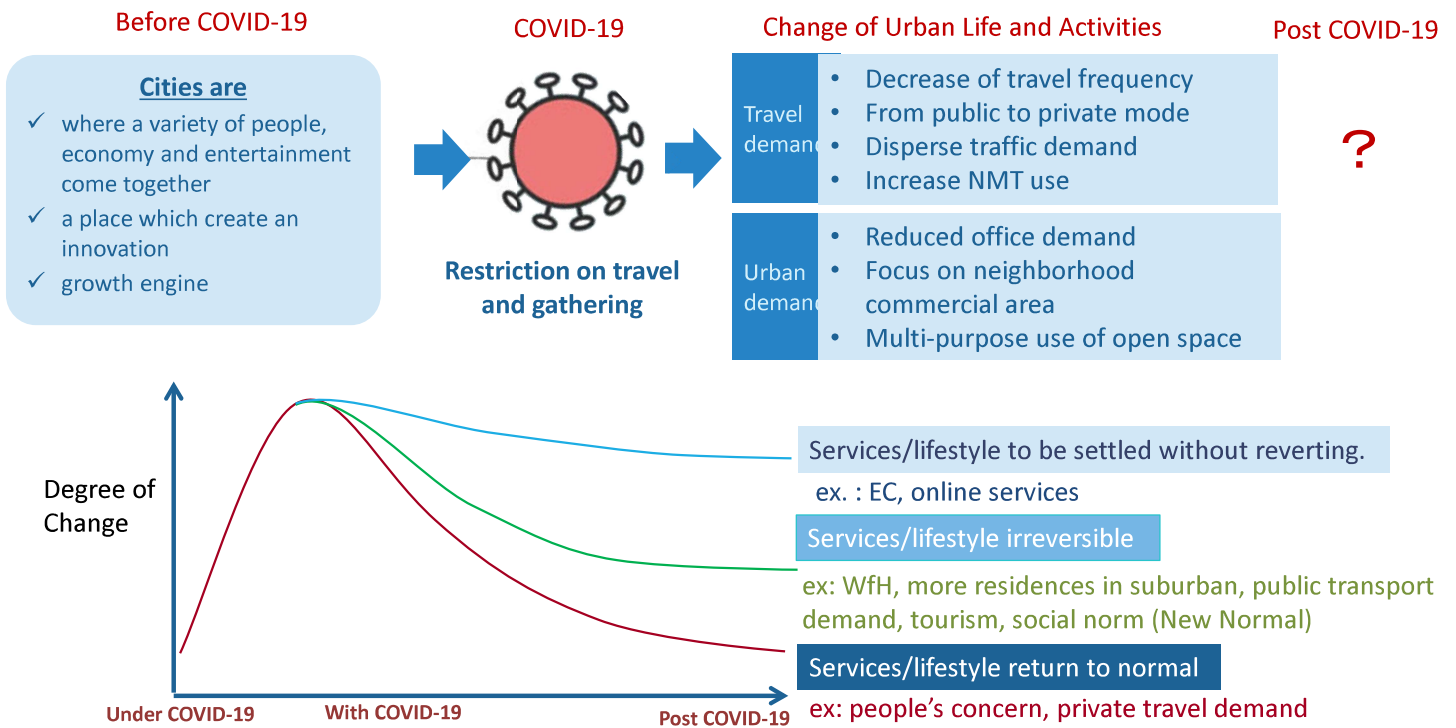 Before COVID-19
COVID-19
Change of Urban Life and Activities
Post COVID-19
Cities are
✓ where a variety of people,
economy and entertainment
come together
✓ a place which create an
innovation
✓ growth engine
Restriction on travel
and gathering
Travel
demand
• Decrease of travel frequency
• From public to private mode
• Disperse traffic demand
• Increase NMT use
?
Urban
demand
• Reduced office demand
• Focus on neighborhood
commercial area
• Multi-purpose use of open space
Degree of
Change
Services/lifestyle to be settled without reverting.
ex. : EC, online services
Services/lifestyle irreversible
ex: WfH, more residences in suburban, public transport
demand, tourism, social norm (New Normal)
Services/lifestyle return to normal
ex: people’s concern, private travel demand
Under COVID-19
With COVID-19
Post COVID-19